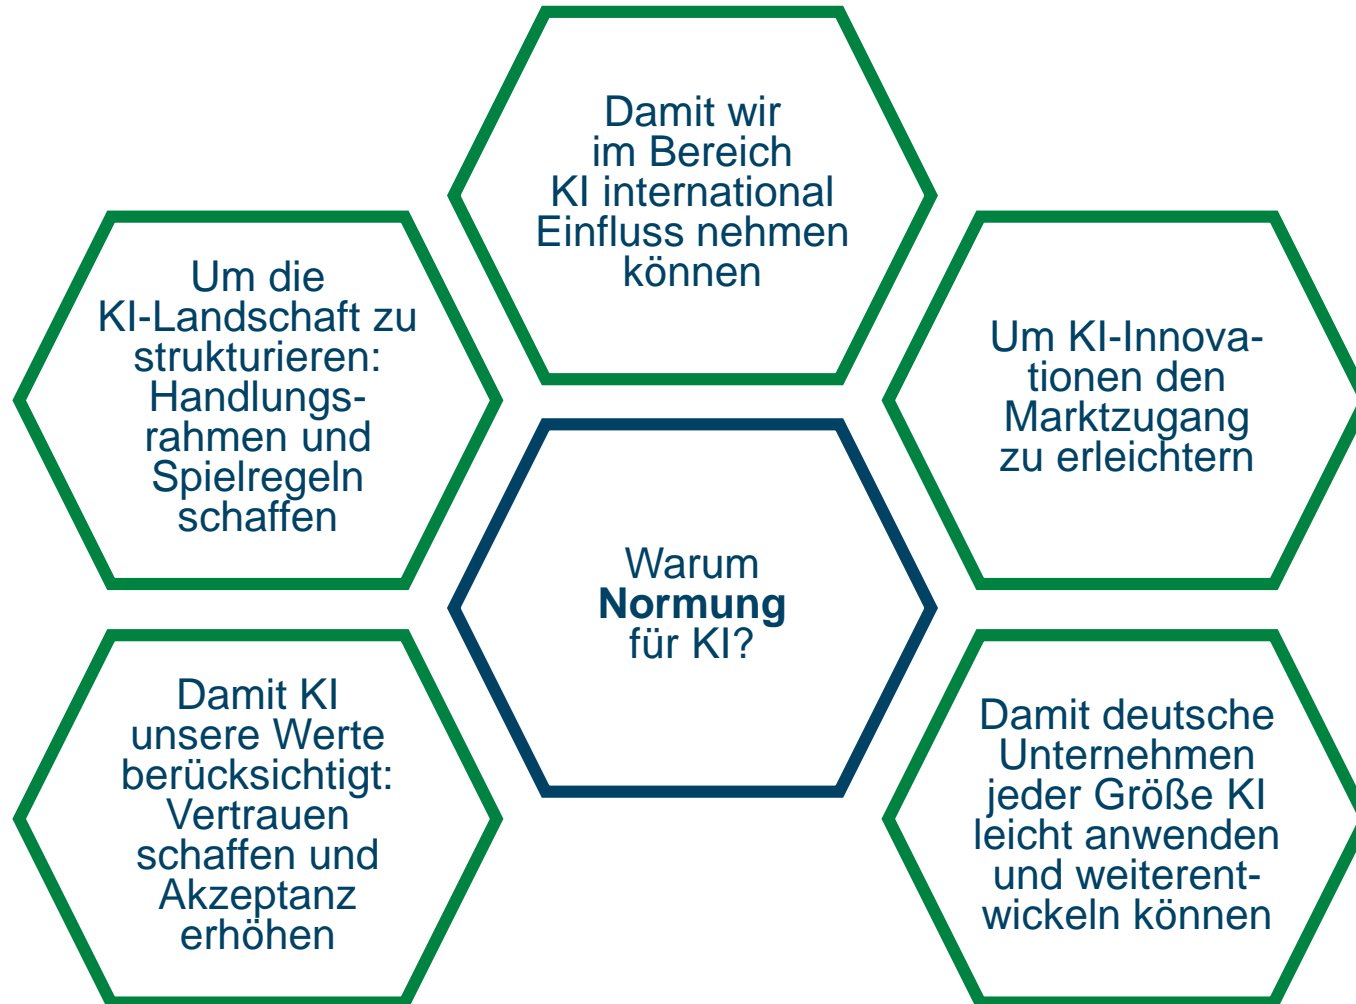 Damit wir
im Bereich
KI international
Einfluss nehmen
können
Um die
KI-Landschaft zu
strukturieren:
Handlungs-
rahmen und
Spielregeln
schaffen
Um KI-Innova-
tionen den
Marktzugang
zu erleichtern
Warum
Normung
für KI?
Damit KI
unsere Werte
berücksichtigt:
Vertrauen
schaffen und
Akzeptanz
erhöhen
Damit deutsche
Unternehmen
jeder Größe KI
leicht anwenden
und weiterent-
wickeln können